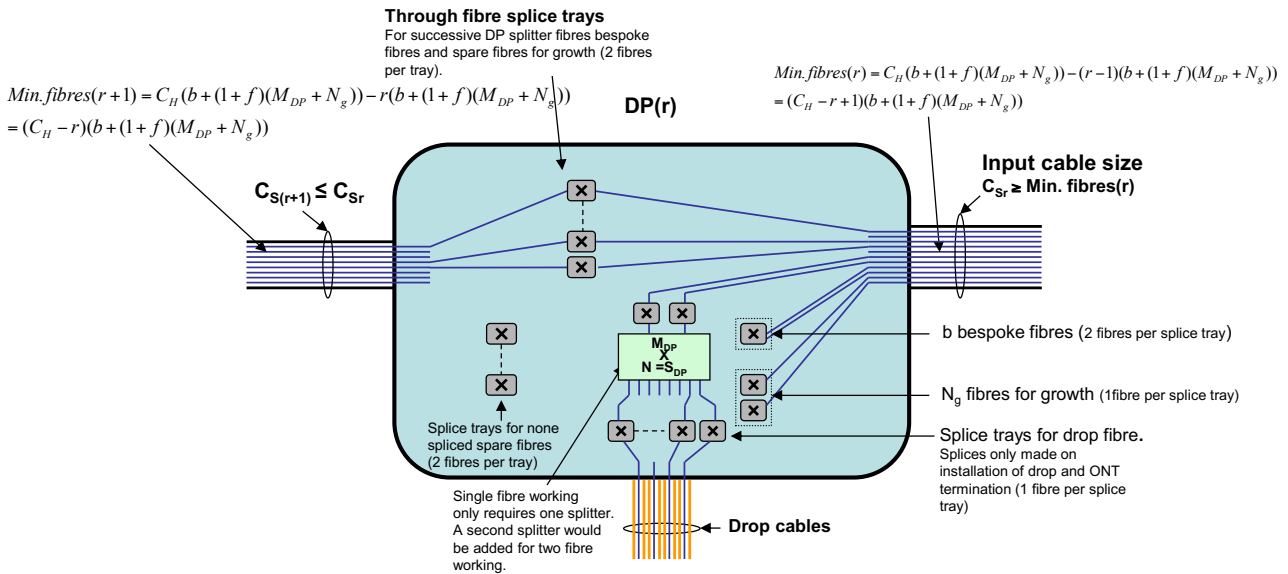 Through fibre splice trays
For successive DP splitter fibres bespoke
fibres and spare fibres for growth (2 fibres
per tray).
Min.fibres(r+1) = C_H(b+(1+f)(M_DP + N_g))−r(b+(1+f)(M_DP + N_g))
= (C_H −r)(b+(1+f)(M_DP + N_g))
DP(r)
Min.fibres(r) = C_H(b+(1+f)(M_DP + N_g))−(r−1)(b+(1+f)(M_DP + N_g))
= (C_H −r+1)(b+(1+f)(M_DP + N_g))
C_S(r+1) ≤ C_Sr
Input cable size
C_Sr ≥ Min. fibres(r)
M_DP
X
N =S_DP
b bespoke fibres (2 fibres per splice tray)
N_g fibres for growth (1fibre per splice tray)
Splice trays for none
spliced spare fibres
(2 fibres per tray)
Splice trays for drop fibre.
Splices only made on
installation of drop and ONT
termination (1 fibre per splice
tray)
Single fibre working
only requires one splitter.
A second splitter would
be added for two fibre
working.
Drop cables